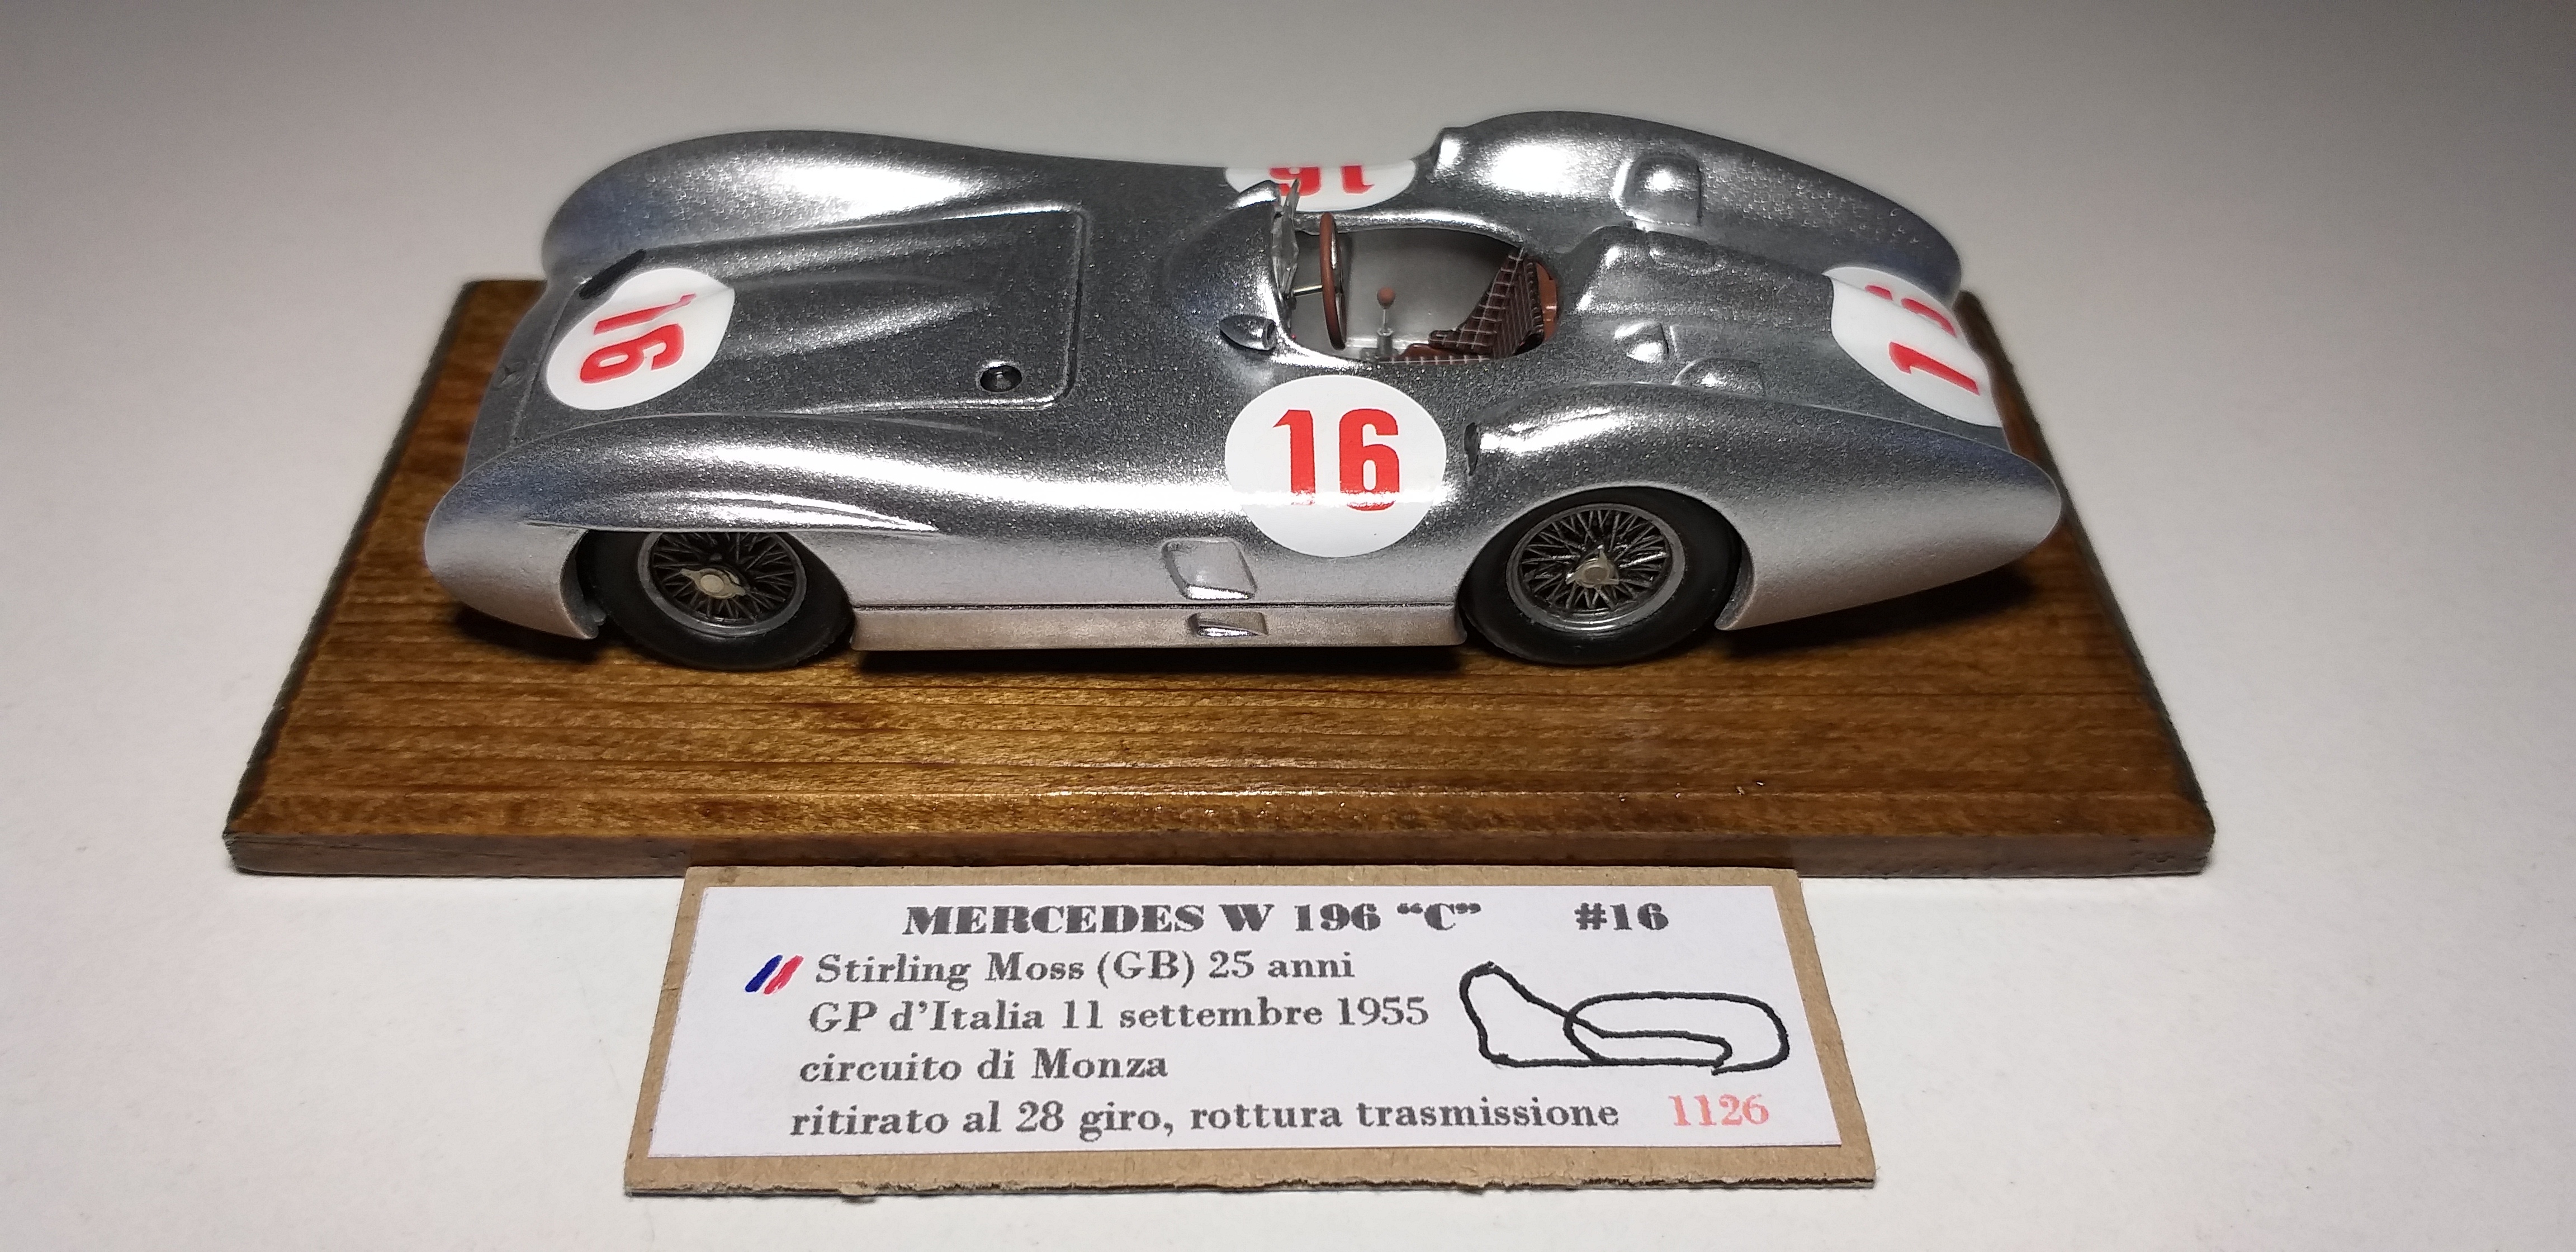 16
16
16
16
MERCEDES W 196 “C” #16
Stirling Moss (GB) 25 anni
GP d’Italia 11 settembre 1955
circuito di Monza
ritirato al 28 giro, rottura trasmissione 1126